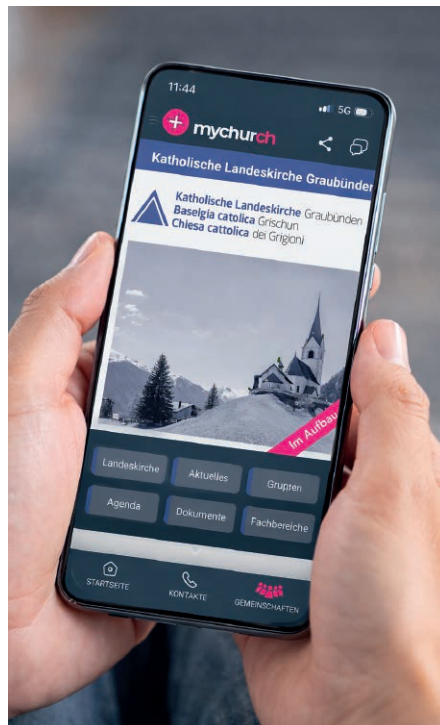 11:44
5G
mychurch
Katholische Landeskirche Graubünden
Katholische Landeskirche Graubünden
Baselgia catolica Grischun
Chiesa cattolica dei Grigioni
Im Aufbau
Landeskirche
Aktuelles
Gruppen
Agenda
Dokumente
Fachbereiche
STARTSEITE
KONTAKTE
GEMEINSCHAFTEN